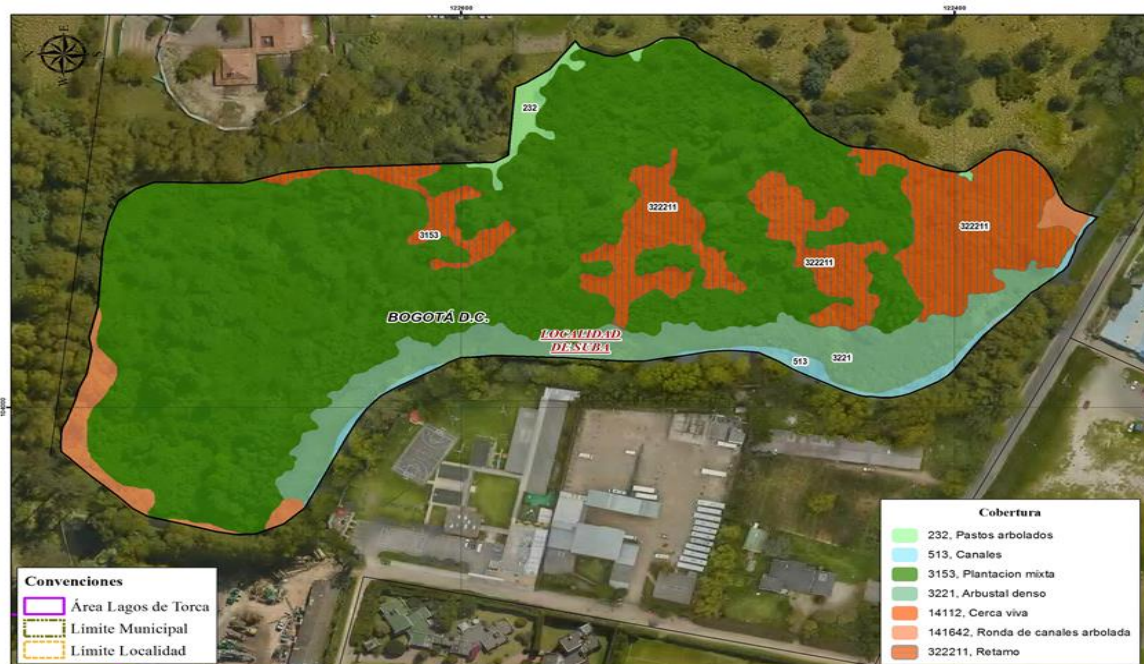 122600
122400
N
E
S
232
3153
322211
322211
322211
BOGOTÁ D.C.
LOCALIDAD
DE SUBA
3221
513
104000
Convenciones
Área Lagos de Torca
Límite Municipal
Límite Localidad
Cobertura
232, Pastos arbolados
513, Canales
3153, Plantacion mixta
3221, Arbustal denso
14112, Cerca viva
141642, Ronda de canales arbolada
322211, Retamo